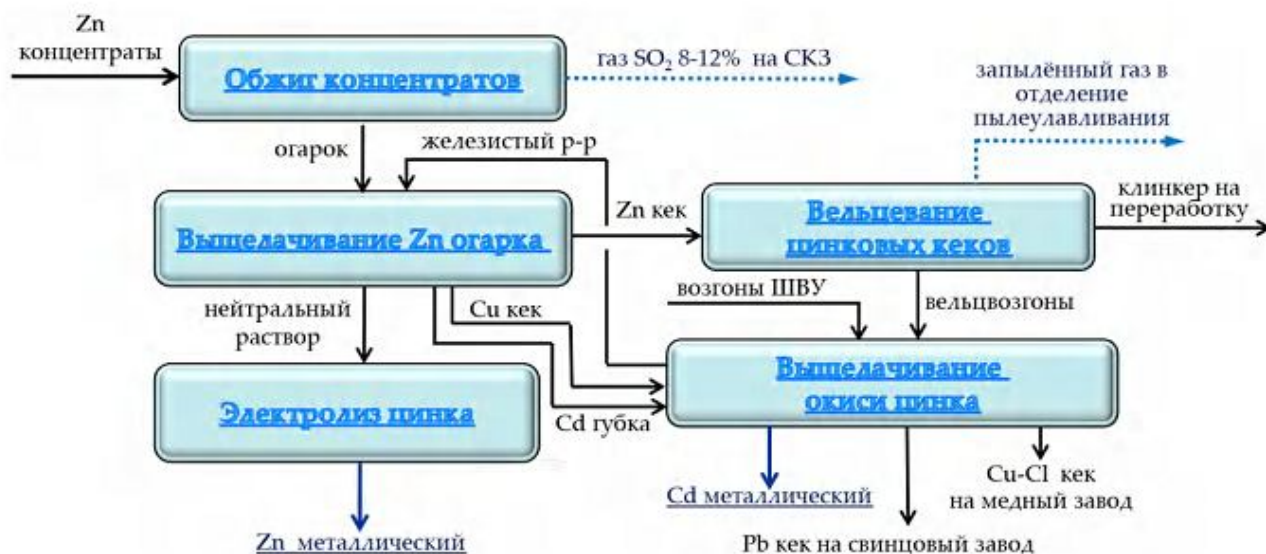 Zn
концентраты
Обжиг концентратов
газ SO₂ 8-12% на СКЗ
запылённый газ в
отделение
пылеулавливания
огарок
железистый р-р
Выщелачивание Zn огарка
Zn кек
Вельцевание
цинковых кеков
клинкер на
переработку
нейтральный
раствор
Cu кек
возгоны ШВУ
вельцвозгоны
Электролиз цинка
Cd губка
Выщелачивание
окиси цинка
Zn металлический
Cd металлический
Cu-Cl кек
на медный завод
Pb кек на свинцовый завод